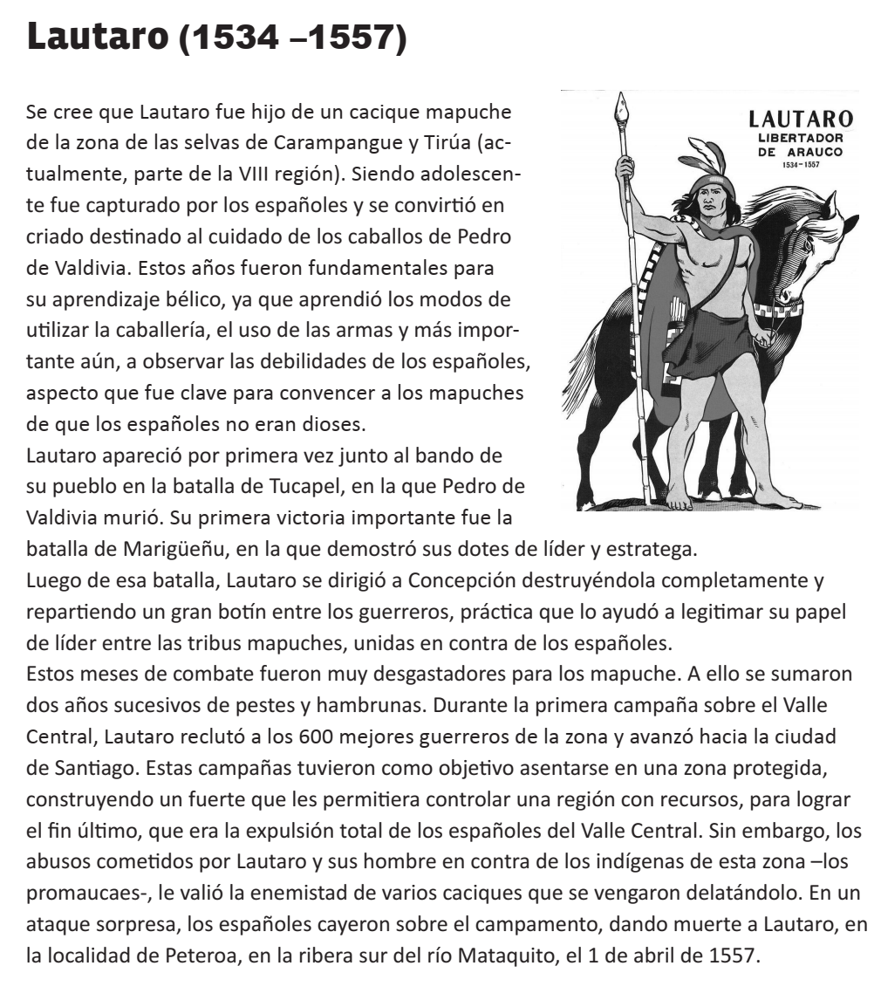 Lautaro (1534 –1557)
LAUTARO
LIBERTADOR
DE ARAUCO
1534-1557
Se cree que Lautaro fue hijo de un cacique mapuche
de la zona de las selvas de Carampangue y Tirúa (ac-
tualmente, parte de la VIII región). Siendo adolescen-
te fue capturado por los españoles y se convirtió en
criado destinado al cuidado de los caballos de Pedro
de Valdivia. Estos años fueron fundamentales para
su aprendizaje bélico, ya que aprendió los modos de
utilizar la caballería, el uso de las armas y más impor-
tante aún, a observar las debilidades de los españoles,
aspecto que fue clave para convencer a los mapuches
de que los españoles no eran dioses.
Lautaro apareció por primera vez junto al bando de
su pueblo en la batalla de Tucapel, en la que Pedro de
Valdivia murió. Su primera victoria importante fue la
batalla de Marigüeñu, en la que demostró sus dotes de líder y estratega.
Luego de esa batalla, Lautaro se dirigió a Concepción destruyéndola completamente y
repartiendo un gran botín entre los guerreros, práctica que lo ayudó a legitimar su papel
de líder entre las tribus mapuches, unidas en contra de los españoles.
Estos meses de combate fueron muy desgastadores para los mapuche. A ello se sumaron
dos años sucesivos de pestes y hambrunas. Durante la primera campaña sobre el Valle
Central, Lautaro reclutó a los 600 mejores guerreros de la zona y avanzó hacia la ciudad
de Santiago. Estas campañas tuvieron como objetivo asentarse en una zona protegida,
construyendo un fuerte que les permitiera controlar una región con recursos, para lograr
el fin último, que era la expulsión total de los españoles del Valle Central. Sin embargo, los
abusos cometidos por Lautaro y sus hombre en contra de los indígenas de esta zona –los
promaucaes-, le valió la enemistad de varios caciques que se vengaron delatándolo. En un
ataque sorpresa, los españoles cayeron sobre el campamento, dando muerte a Lautaro, en
la localidad de Peteroa, en la ribera sur del río Mataquito, el 1 de abril de 1557.